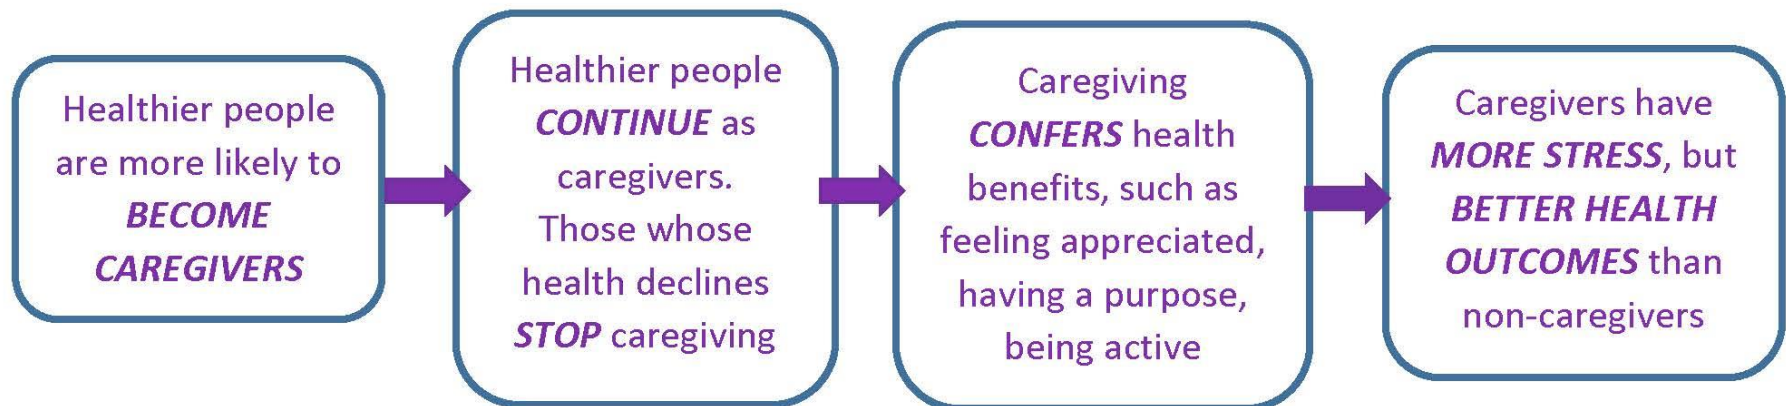 Healthier people
are more likely to
BECOME
CAREGIVERS
Healthier people
CONTINUE as
caregivers.
Those whose
health declines
STOP caregiving
Caregiving
CONFERS health
benefits, such as
feeling appreciated,
having a purpose,
being active
Caregivers have
MORE STRESS, but
BETTER HEALTH
OUTCOMES than
non-caregivers